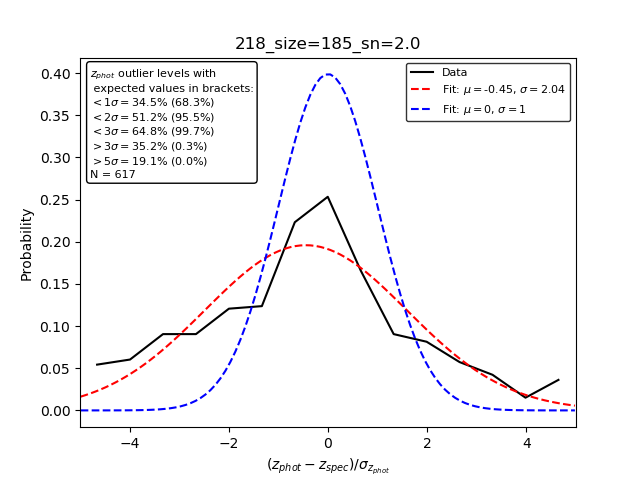 218_size=185_sn=2.0
z_phot outlier levels with
expected values in brackets:
<1σ = 34.5% (68.3%)
<2σ = 51.2% (95.5%)
<3σ = 64.8% (99.7%)
>3σ = 35.2% (0.3%)
>5σ = 19.1% (0.0%)
N = 617
Data
Fit: μ = -0.45, σ = 2.04
Fit: μ = 0, σ = 1
Probability
0.40
0.35
0.30
0.25
0.20
0.15
0.10
0.05
0.00
−4 −2 0 2 4
(z_phot − z_spec)/σ_z_phot